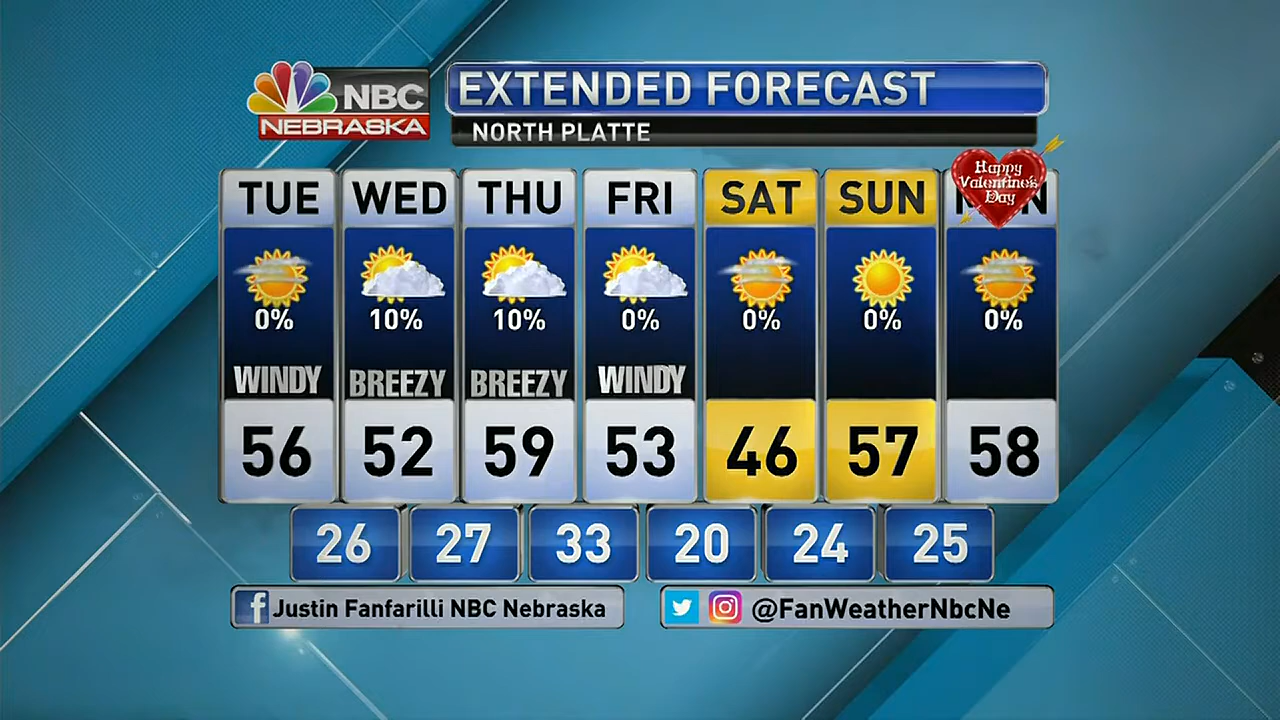 NBC
NEBRASKA
EXTENDED FORECAST
NORTH PLATTE
Happy
Valentine's
Day
TUE WED THU FRI SAT SUN
0% 10% 10% 0% 0% 0% 0%
WINDY BREEZY BREEZY WINDY
56 52 59 53 46 57 58
26 27 33 20 24 25
f Justin Fanfarilli NBC Nebraska
@FanWeatherNbcNe